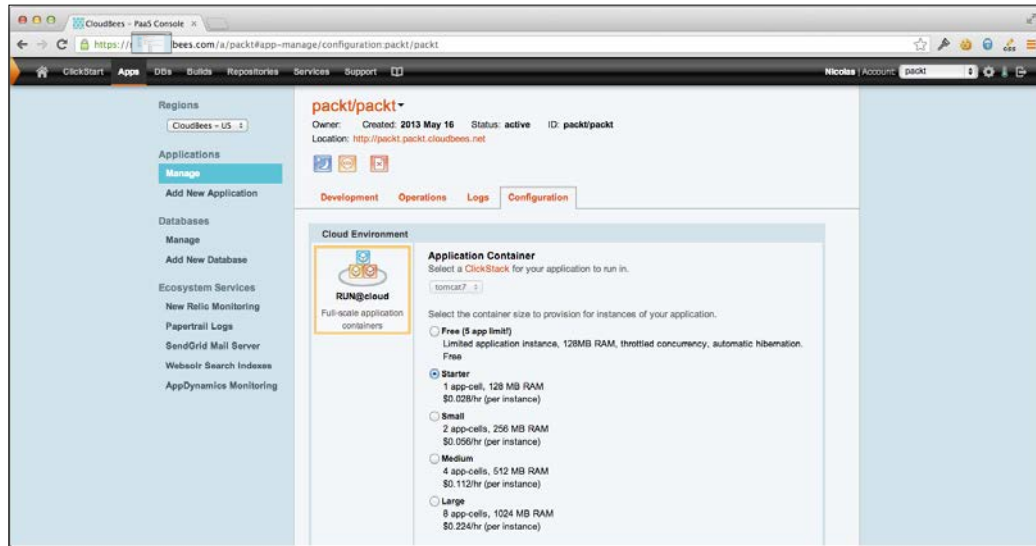 CloudBees - PaaS Console
https://
bees.com/a/packt#app-manage/configuration:packt/packt
css
ClickStart Apps DBs Builds Repositories Services Support
Nicolas | Account: packt
Regions
CloudBees - US
Applications
Manage
Add New Application
Databases
Manage
Add New Database
Ecosystem Services
New Relic Monitoring
Papertrail Logs
SendGrid Mail Server
Websolr Search Indexes
AppDynamics Monitoring
packt/packt
Owner: Created: 2013 May 16 Status: active ID: packt/packt
Location: http://packt.packt.cloudbees.net
Development Operations Logs Configuration
Cloud Environment
RUN@cloud
Full-scale application
containers
Application Container
Select a ClickStack for your application to run in.
tomcat7
Select the container size to provision for instances of your application.
Free (5 app limit!)
Limited application instance, 128MB RAM, throttled concurrency, automatic hibernation.
Free
Starter
1 app-cell, 128 MB RAM
$0.028/hr (per instance)
Small
2 app-cells, 256 MB RAM
$0.056/hr (per instance)
Medium
4 app-cells, 512 MB RAM
$0.112/hr (per instance)
Large
8 app-cells, 1024 MB RAM
$0.224/hr (per instance)